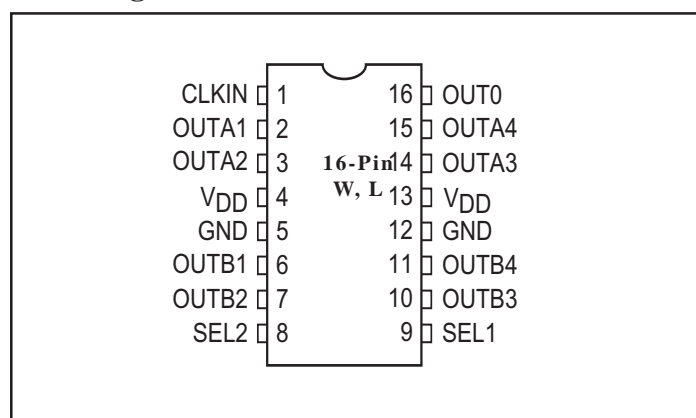 CLKIN 1 16 OUT0
OUTA1 2 15 OUTA4
OUTA2 3 16-Pin 14 OUTA3
VDD 4 W, L 13 VDD
GND 5 12 GND
OUTB1 6 11 OUTB4
OUTB2 7 10 OUTB3
SEL2 8 9 SEL1